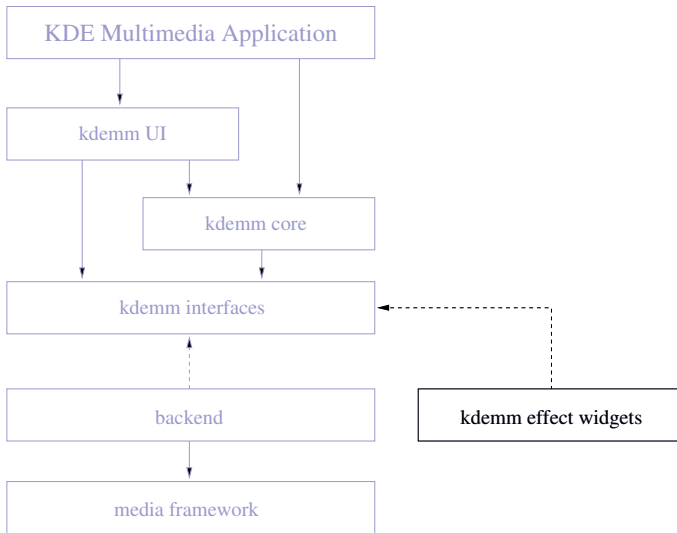 KDE Multimedia Application
kdemm UI
kdemm core
kdemm interfaces
backend
kdemm effect widgets
media framework